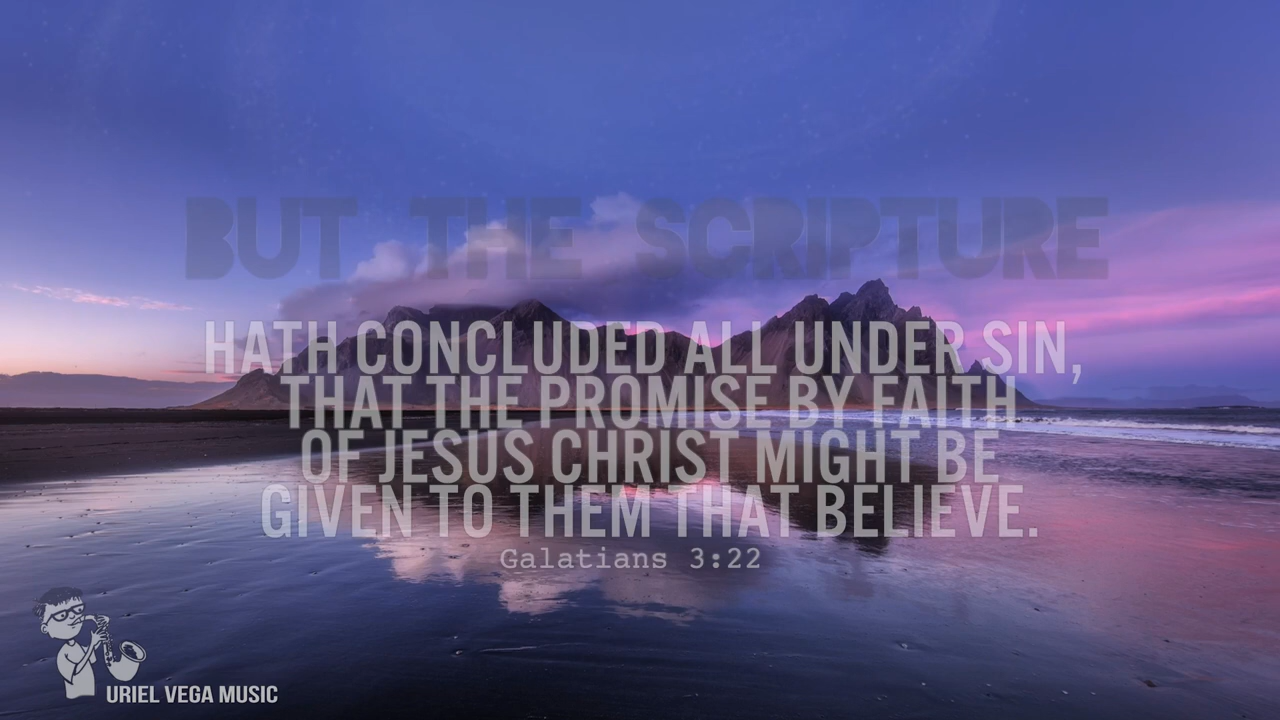 BUT THE SCRIPTURE
HATH CONCLUDED ALL UNDER SIN,
THAT THE PROMISE BY FAITH
OF JESUS CHRIST MIGHT BE
GIVEN TO THEM THAT BELIEVE.
Galatians 3:22
URIEL VEGA MUSIC